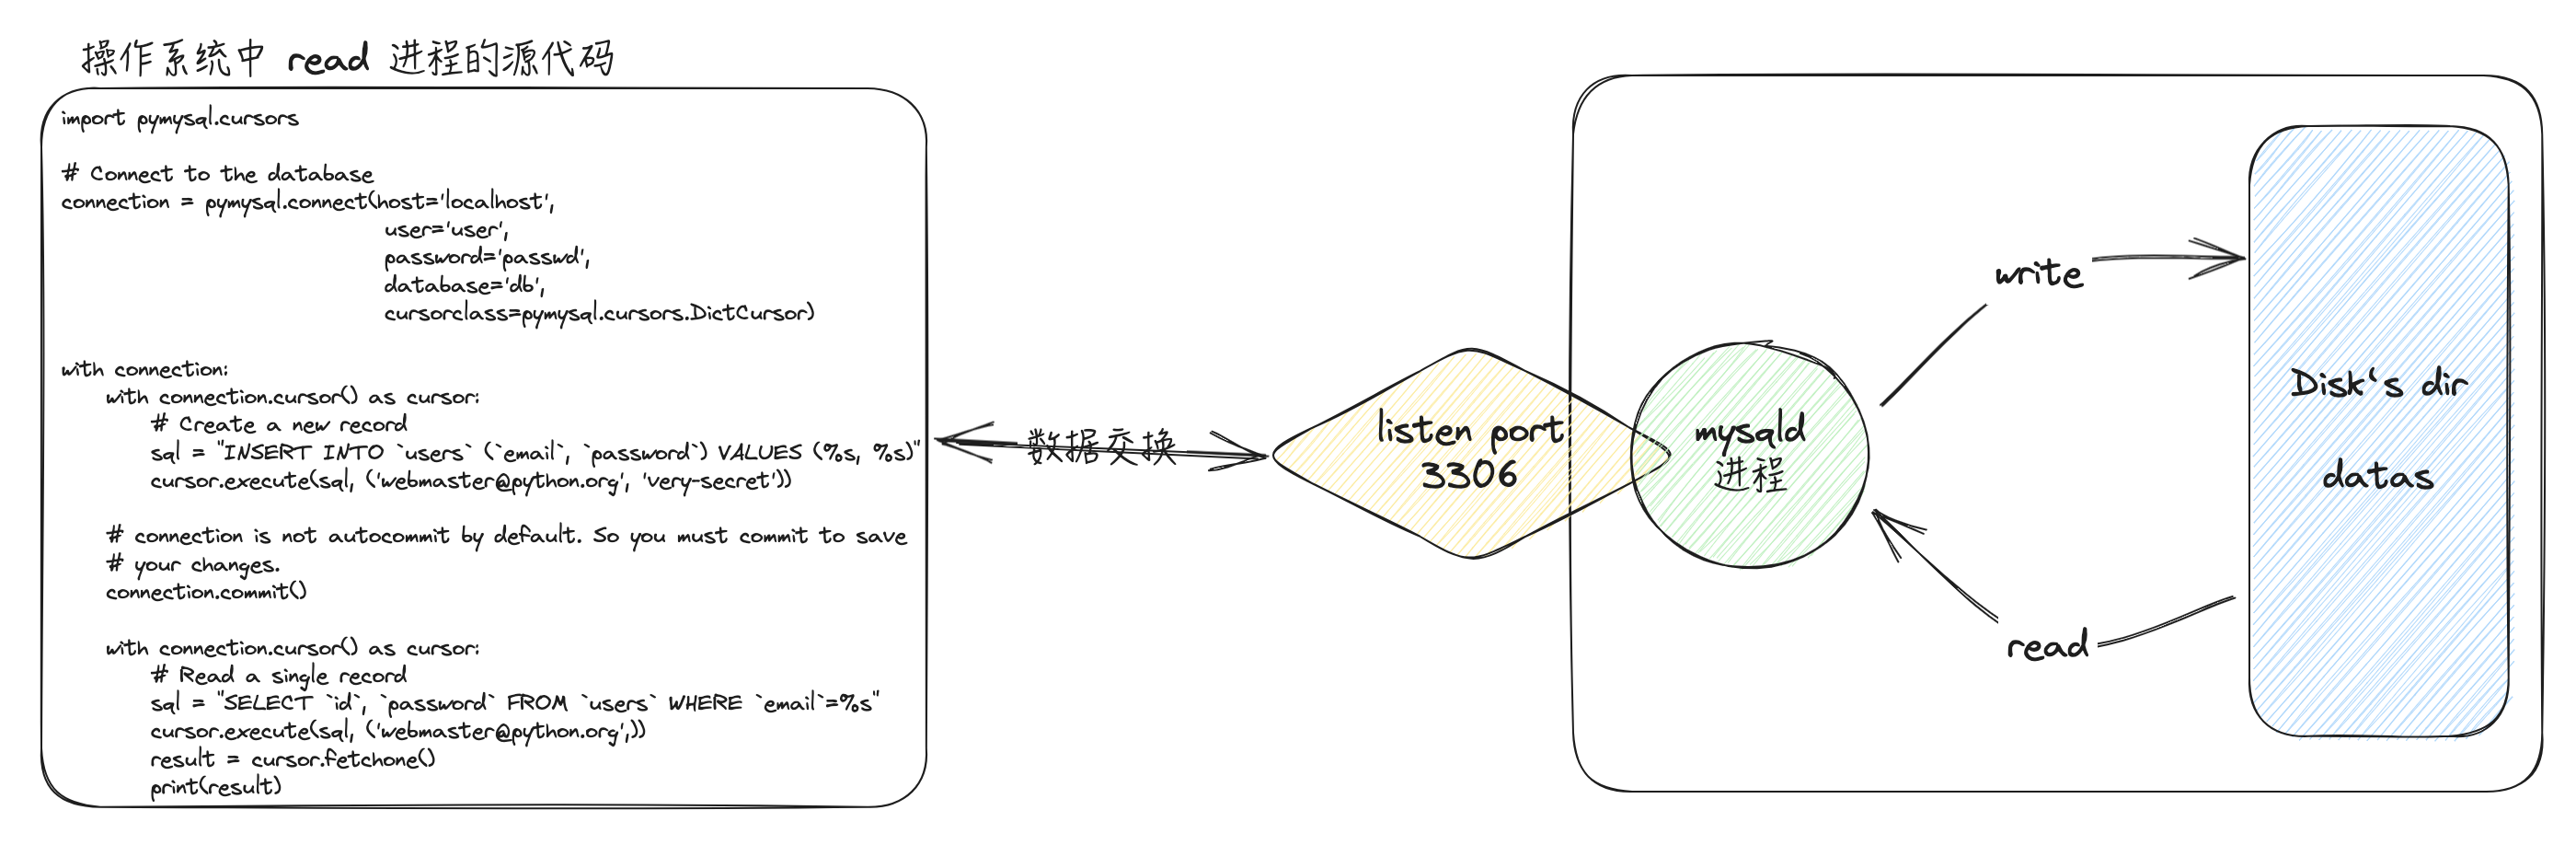 操作系统中 read 进程的源代码
import pymysql.cursors
# Connect to the database
connection = pymysql.connect(host='localhost',
user='user',
password='passwd',
database='db',
cursorclass=pymysql.cursors.DictCursor)
with connection:
with connection.cursor() as cursor:
# Create a new record
sql = "INSERT INTO `users` (`email`, `password`) VALUES (%s, %s)"
cursor.execute(sql, ('webmaster@python.org', 'very-secret'))
# connection is not autocommit by default. So you must commit to save
# your changes.
connection.commit()
with connection.cursor() as cursor:
# Read a single record
sql = "SELECT `id`, `password` FROM `users` WHERE `email`=%s"
cursor.execute(sql, ('webmaster@python.org',))
result = cursor.fetchone()
print(result)
数据交换
listen port
3306
mysqld
进程
write
read
Disk‘s dir
datas